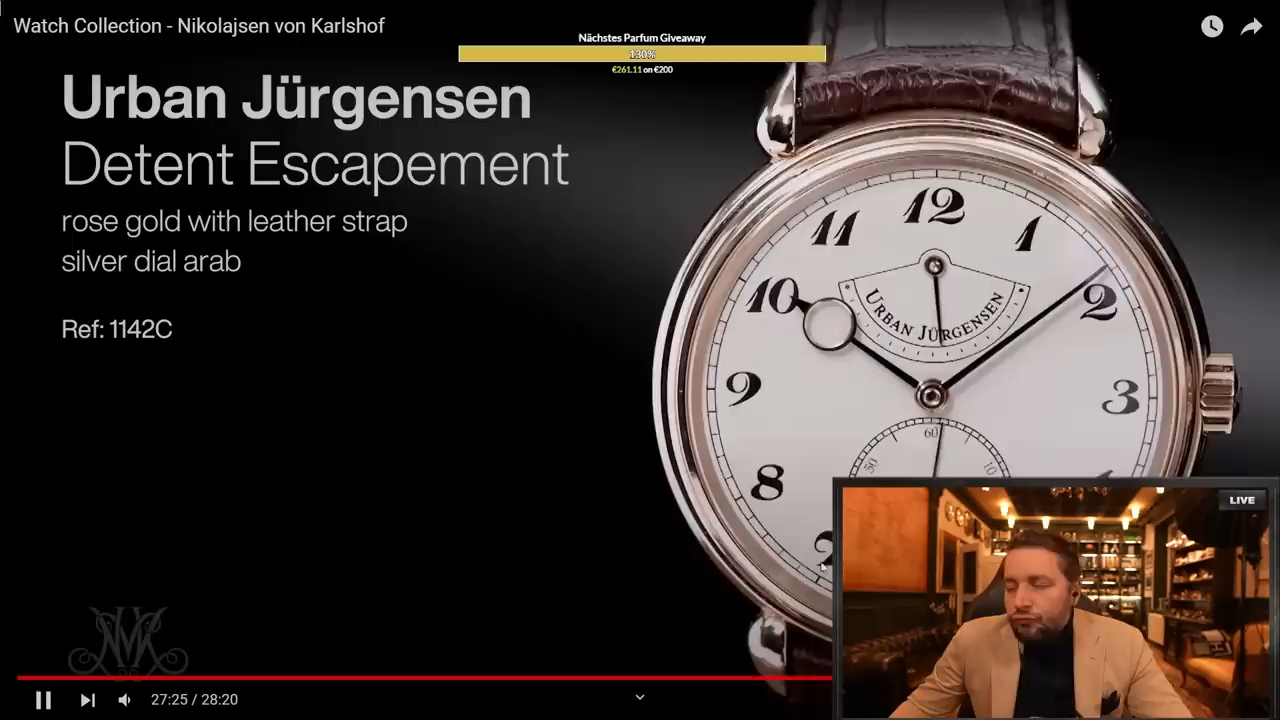 Watch Collection - Nikolajsen von Karlshof
Nächstes Parfum Giveaway
130%
€261.11 on €200
Urban Jürgensen
Detent Escapement
rose gold with leather strap
silver dial arab
Ref: 1142C
12
11
1
10
2
URBAN JÜRGENSEN
9
3
60
50
10
8
LIVE
27:25 / 28:20